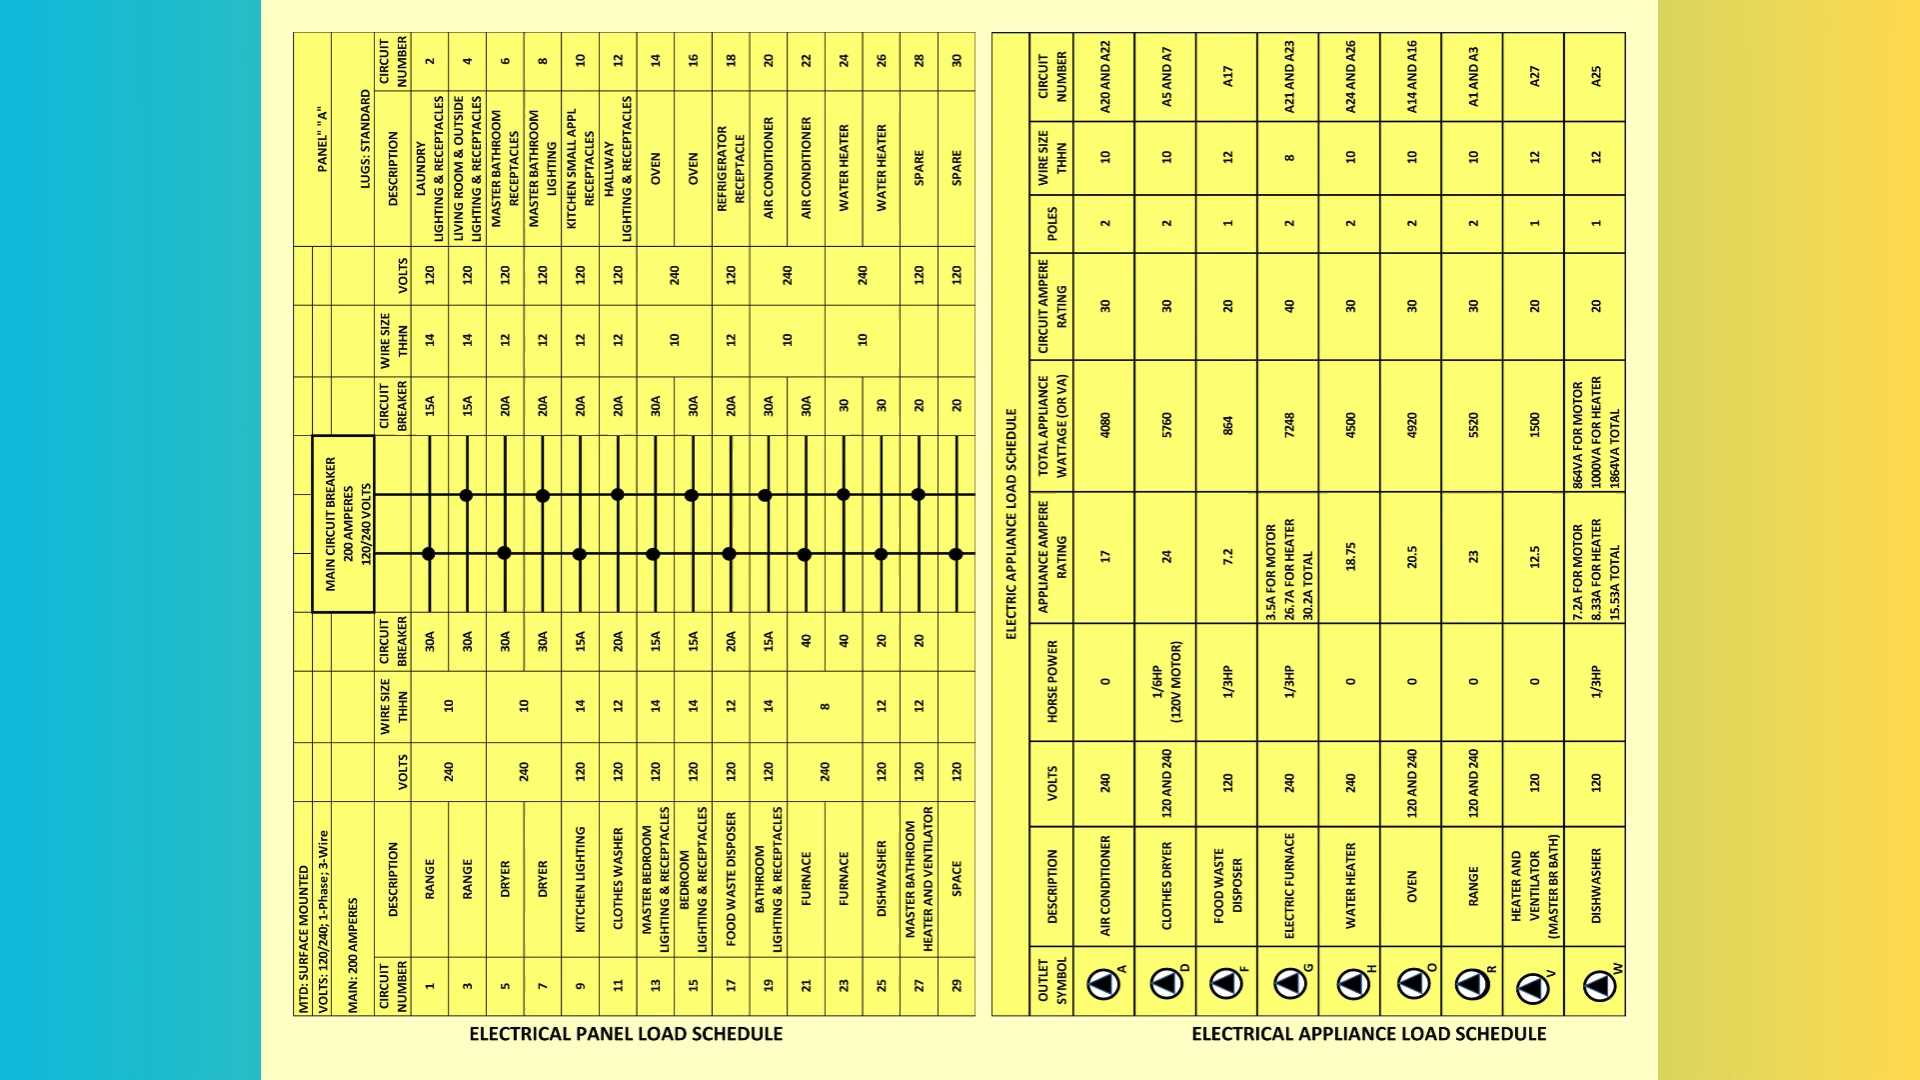 MTD: SURFACE MOUNTED
PANEL" "A"
VOLTS: 120/240; 1-Phase; 3-Wire
MAIN: 200 AMPERES
MAIN CIRCUIT BREAKER
200 AMPERES
120/240 VOLTS
LUGS: STANDARD
CIRCUIT NUMBER DESCRIPTION VOLTS WIRE SIZE THHN CIRCUIT BREAKER CIRCUIT BREAKER WIRE SIZE THHN VOLTS DESCRIPTION CIRCUIT NUMBER
1 RANGE 240 10 30A 15A 14 120 LAUNDRY LIGHTING & RECEPTACLES 2
3 RANGE 30A 15A 14 120 LIVING ROOM & OUTSIDE LIGHTING & RECEPTACLES 4
5 DRYER 240 10 30A 20A 12 120 MASTER BATHROOM RECEPTACLES 6
7 DRYER 30A 20A 12 120 MASTER BATHROOM LIGHTING 8
9 KITCHEN LIGHTING 120 14 15A 20A 12 120 KITCHEN SMALL APPL RECEPTACLES 10
11 CLOTHES WASHER 120 12 20A 20A 12 120 HALLWAY LIGHTING & RECEPTACLES 12
13 MASTER BEDROOM LIGHTING & RECEPTACLES 120 14 15A 30A 10 240 OVEN 14
15 BEDROOM LIGHTING & RECEPTACLES 120 14 15A 30A OVEN 16
17 FOOD WASTE DISPOSER 120 12 20A 20A 12 120 REFRIGERATOR RECEPTACLE 18
19 BATHROOM LIGHTING & RECEPTACLES 120 14 15A 30A 10 240 AIR CONDITIONER 20
21 FURNACE 240 8 40 30A AIR CONDITIONER 22
23 FURNACE 40 30 10 240 WATER HEATER 24
25 DISHWASHER 120 12 20 30 WATER HEATER 26
27 MASTER BATHROOM HEATER AND VENTILATOR 120 12 20 20 120 SPARE 28
29 SPACE 120 20 120 SPARE 30
ELECTRICAL PANEL LOAD SCHEDULE
ELECTRIC APPLIANCE LOAD SCHEDULE
OUTLET SYMBOL DESCRIPTION VOLTS HORSE POWER APPLIANCE AMPERE RATING TOTAL APPLIANCE WATTAGE (OR VA) CIRCUIT AMPERE RATING POLES WIRE SIZE THHN CIRCUIT NUMBER
A AIR CONDITIONER 240 0 17 4080 30 2 10 A20 AND A22
D CLOTHES DRYER 120 AND 240 1/6HP (120V MOTOR) 24 5760 30 2 10 A5 AND A7
F FOOD WASTE DISPOSER 120 1/3HP 7.2 864 20 1 12 A17
G ELECTRIC FURNACE 240 1/3HP 3.5A FOR MOTOR 26.7A FOR HEATER 30.2A TOTAL 7248 40 2 8 A21 AND A23
H WATER HEATER 240 0 18.75 4500 30 2 10 A24 AND A26
O OVEN 120 AND 240 0 20.5 4920 30 2 10 A14 AND A16
R RANGE 120 AND 240 0 23 5520 30 2 10 A1 AND A3
V HEATER AND VENTILATOR (MASTER BR BATH) 120 0 12.5 1500 20 1 12 A27
W DISHWASHER 120 1/3HP 7.2A FOR MOTOR 8.33A FOR HEATER 15.53A TOTAL 864VA FOR MOTOR 1000VA FOR HEATER 1864VA TOTAL 20 1 12 A25
ELECTRICAL APPLIANCE LOAD SCHEDULE